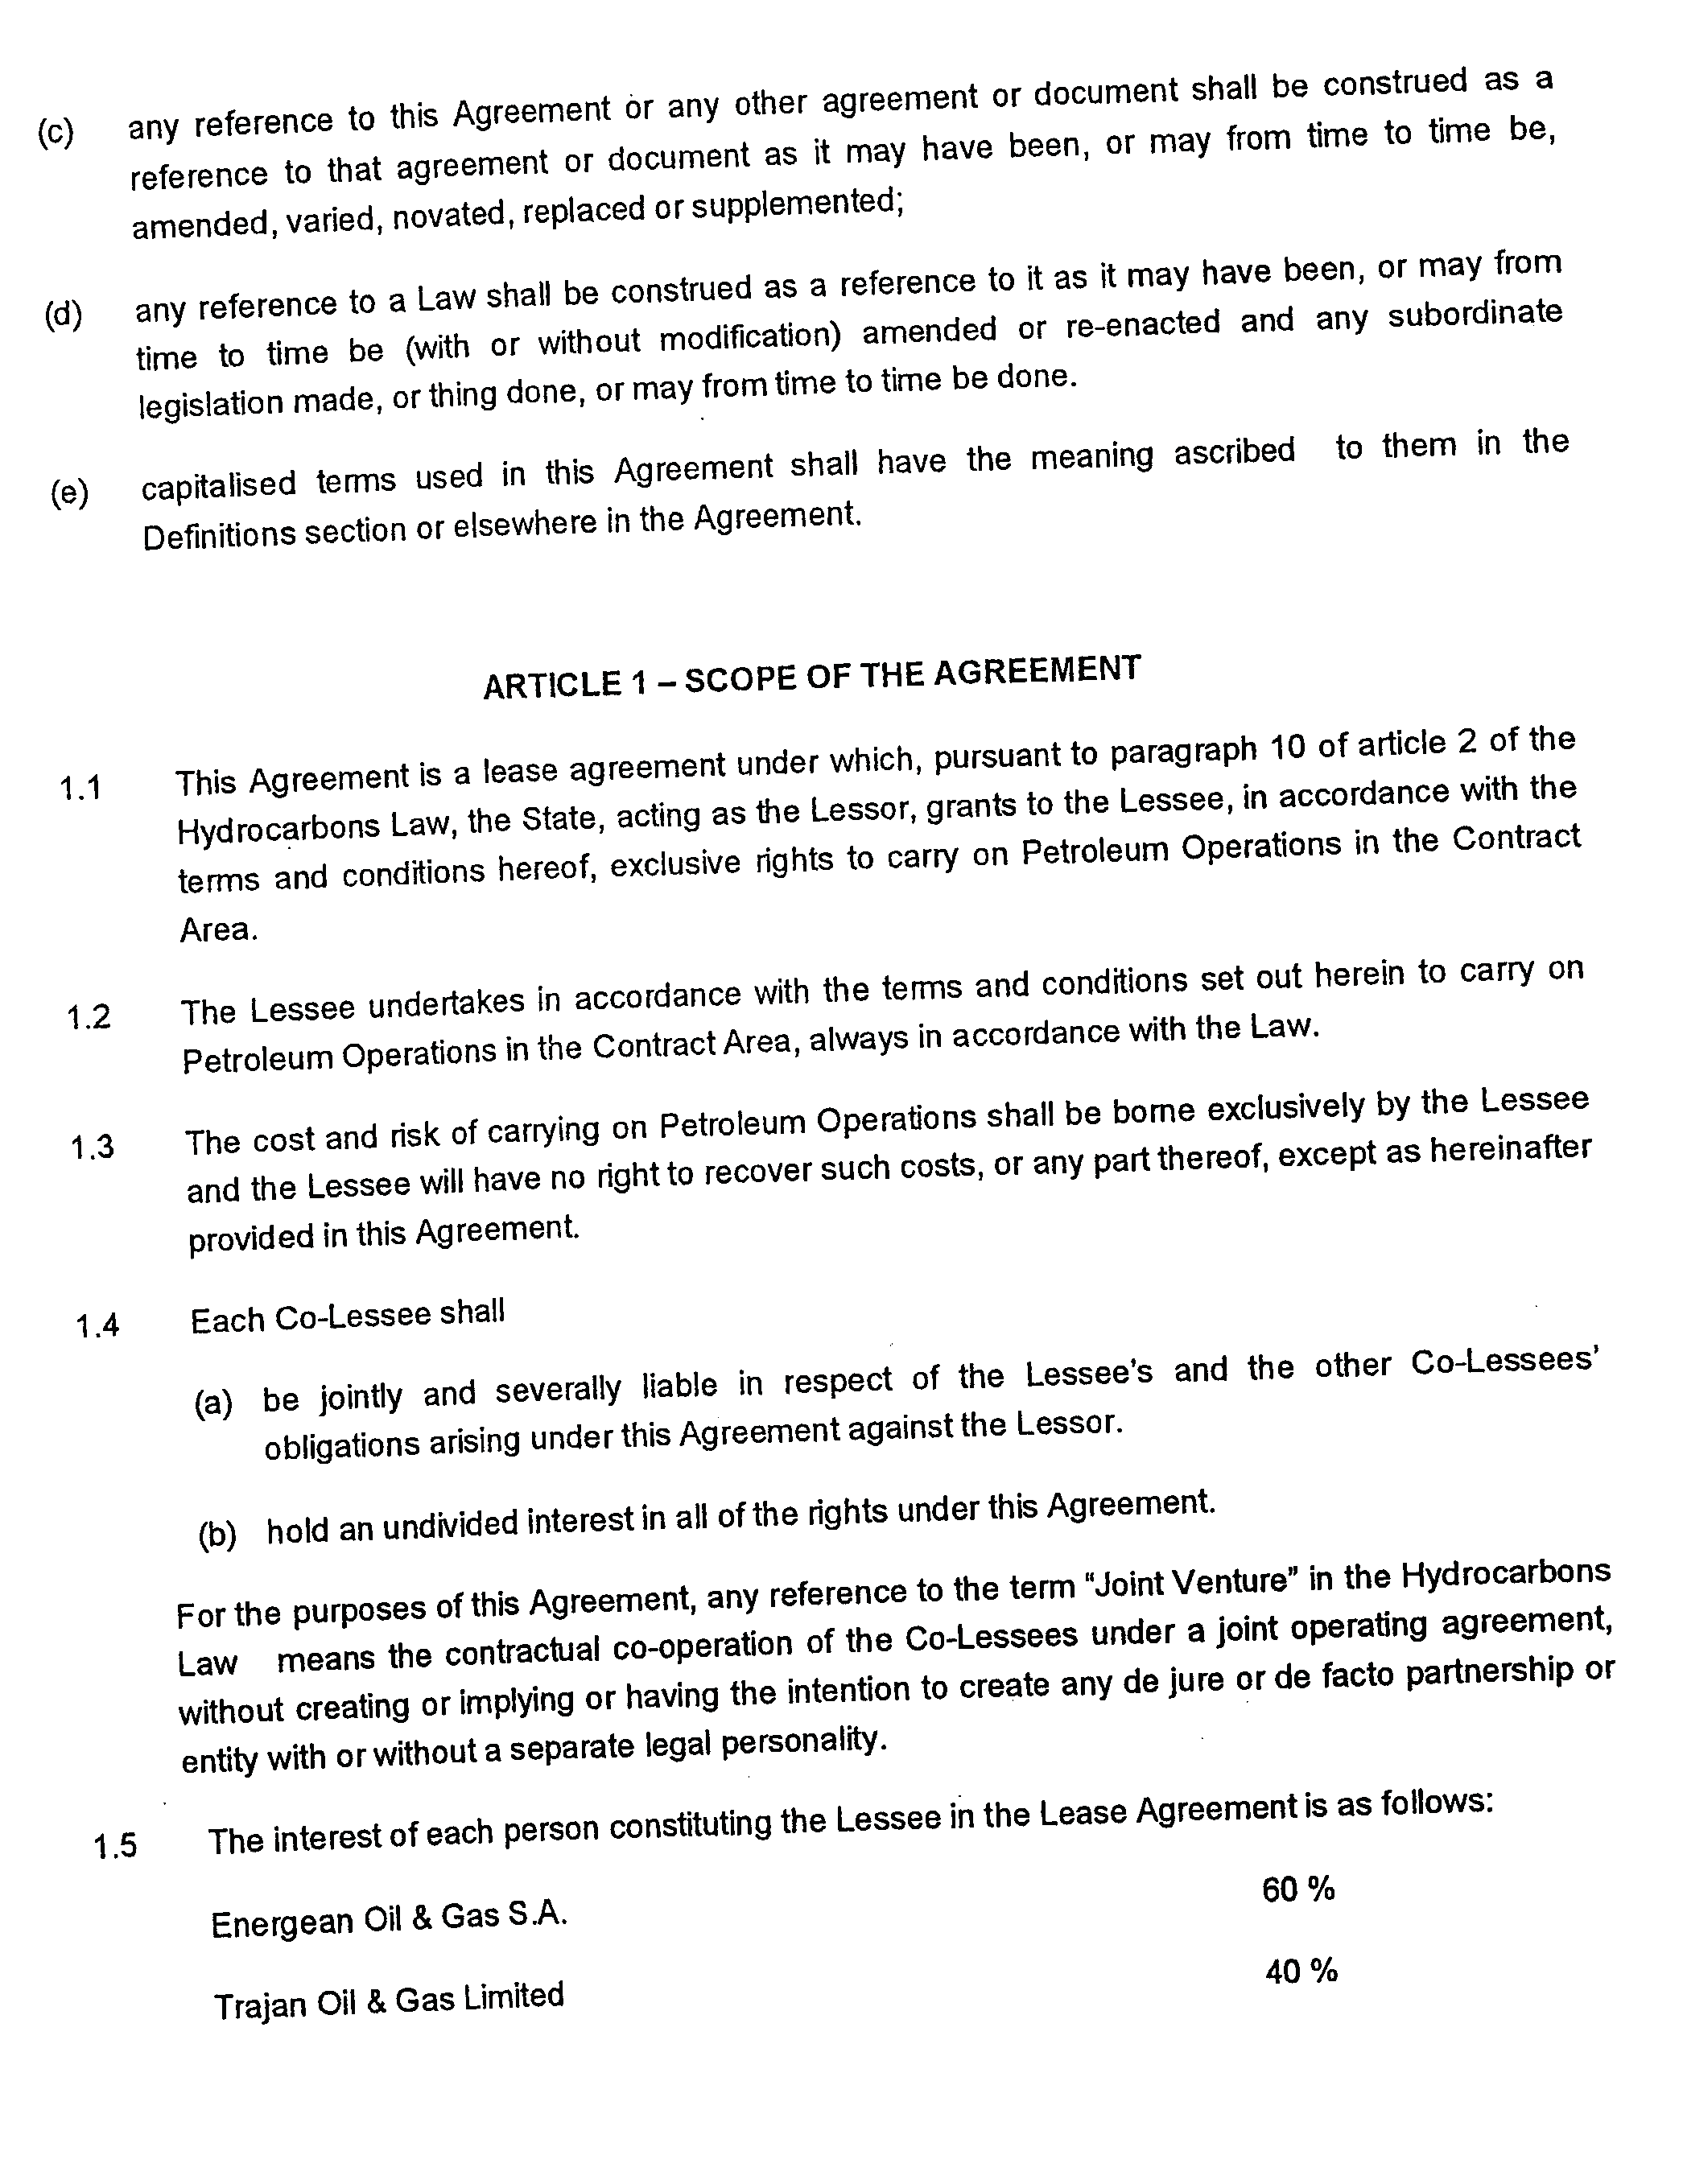 (c) any reference to this Agreement or any other agreement or document shall be construed as a
reference to that agreement or document as it may have been, or may from time to time be,
amended, varied, novated, replaced or supplemented;
(d) any reference to a Law shall be construed as a reference to it as it may have been, or may from
time to time be (with or without modification) amended or re-enacted and any subordinate
legislation made, or thing done, or may from time to time be done.
(e) capitalised terms used in this Agreement shall have the meaning ascribed to them in the
Definitions section or elsewhere in the Agreement.
ARTICLE 1 – SCOPE OF THE AGREEMENT
1.1 This Agreement is a lease agreement under which, pursuant to paragraph 10 of article 2 of the
Hydrocarbons Law, the State, acting as the Lessor, grants to the Lessee, in accordance with the
terms and conditions hereof, exclusive rights to carry on Petroleum Operations in the Contract
Area.
1.2 The Lessee undertakes in accordance with the terms and conditions set out herein to carry on
Petroleum Operations in the Contract Area, always in accordance with the Law.
1.3 The cost and risk of carrying on Petroleum Operations shall be borne exclusively by the Lessee
and the Lessee will have no right to recover such costs, or any part thereof, except as hereinafter
provided in this Agreement.
1.4 Each Co-Lessee shall
(a) be jointly and severally liable in respect of the Lessee's and the other Co-Lessees'
obligations arising under this Agreement against the Lessor.
(b) hold an undivided interest in all of the rights under this Agreement.
For the purposes of this Agreement, any reference to the term "Joint Venture" in the Hydrocarbons
Law means the contractual co-operation of the Co-Lessees under a joint operating agreement,
without creating or implying or having the intention to create any de jure or de facto partnership or
entity with or without a separate legal personality.
1.5 The interest of each person constituting the Lessee in the Lease Agreement is as follows:
Energean Oil & Gas S.A. 60 %
Trajan Oil & Gas Limited 40 %